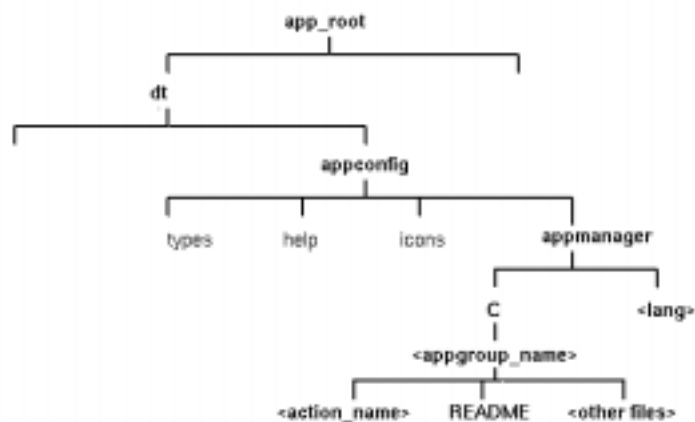 app_root
dt
appconfig
types help icons appmanager
C <lang>
<appgroup_name>
<action_name> README <other files>